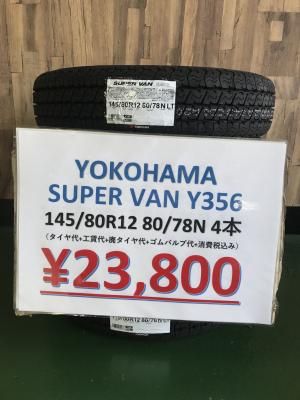 SUPER VAN
145/80R12 80/78N LT
YOKOHAMA
SUPER VAN Y356
145/80R12 80/78N 4本
(タイヤ代+工賃代+廃タイヤ代+ゴムバルブ代+消費税込み)
¥23,800